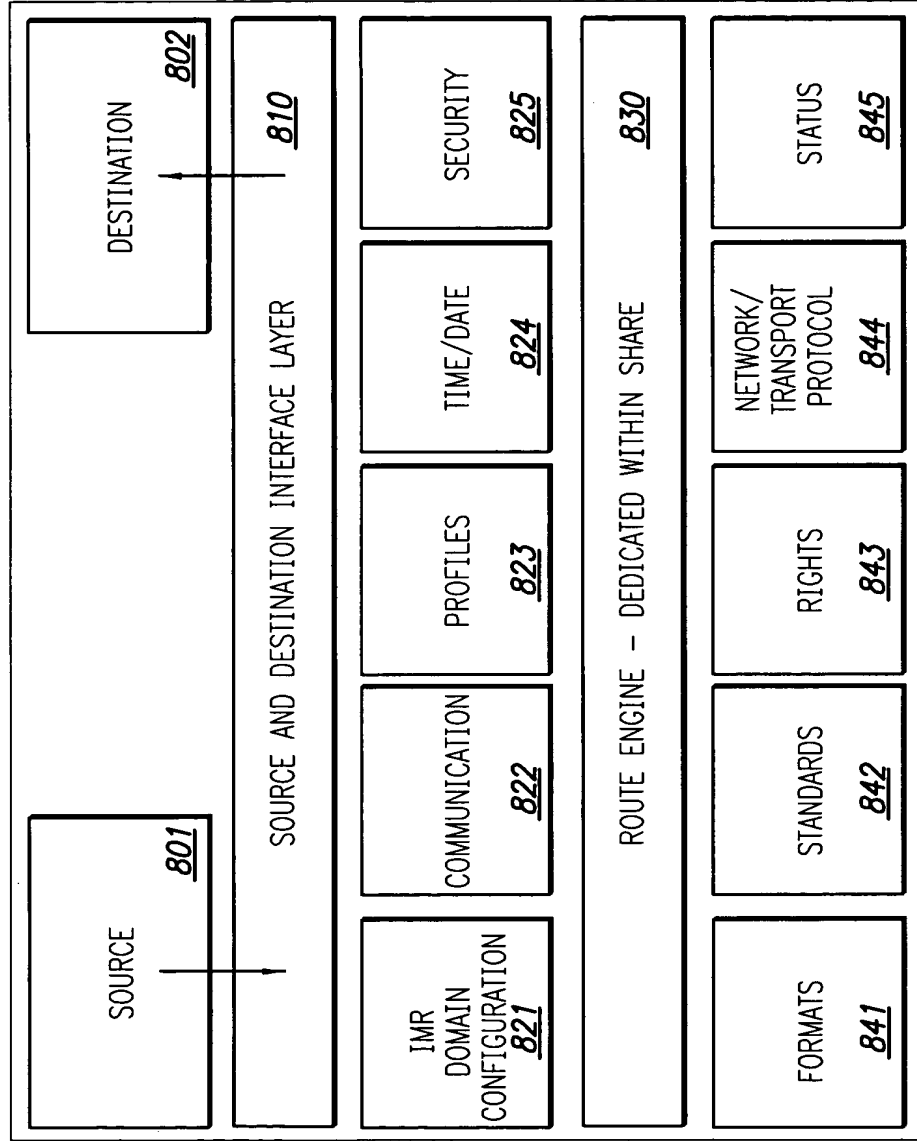 SOURCE
801
DESTINATION
802
SOURCE AND DESTINATION INTERFACE LAYER
810
IMR
DOMAIN
CONFIGURATION
821
COMMUNICATION
822
PROFILES
823
TIME/DATE
824
SECURITY
825
ROUTE ENGINE - DEDICATED WITHIN SHARE
830
FORMATS
841
STANDARDS
842
RIGHTS
843
NETWORK/
TRANSPORT
PROTOCOL
844
STATUS
845